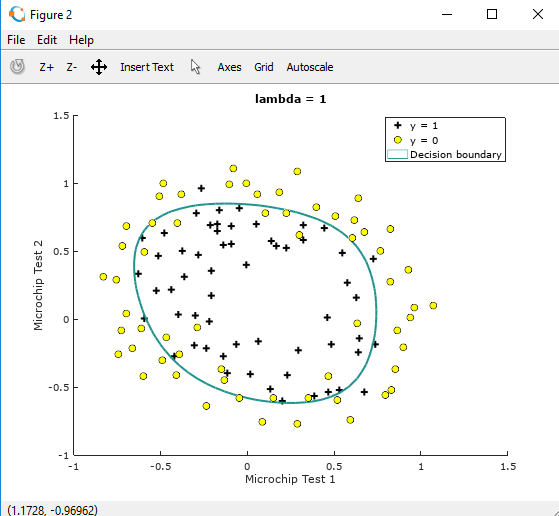 Figure 2
File Edit Help
Z+ Z- Insert Text Axes Grid Autoscale
lambda = 1
y = 1
y = 0
Decision boundary
1.5
1
0.5
0
-0.5
-1
Microchip Test 2
-1 -0.5 0 0.5 1 1.5
Microchip Test 1
(1.1728, -0.96962)